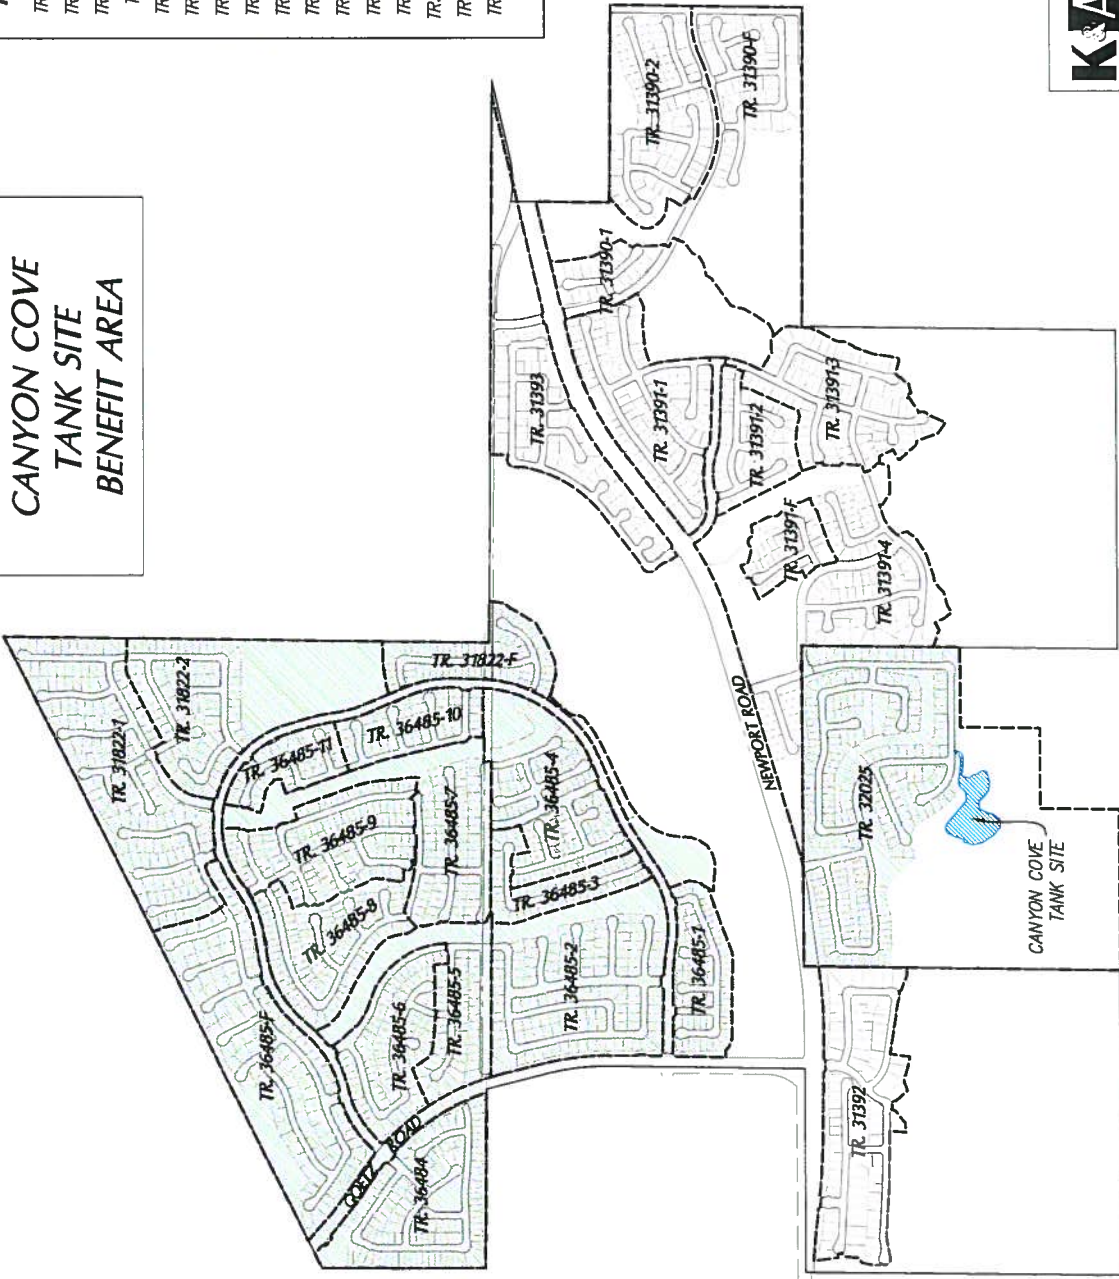 CANYON COVE
TANK SITE
BENEFIT AREA
TR. 31822-1
TR. 31822-2
TR. 31822-F
TR. 36485-11
TR. 36485-10
TR. 36485-9
TR. 36485-7
TR. 36485-4
TR. 36485-8
TR. 36485-3
TR. 36485-F
TR. 36485-6
TR. 36485-5
TR. 36485-2
TR. 36485-1
TR. 36484
GOETZ ROAD
TR. 31390-2
TR. 31390-F
TR. 31390-1
TR. 31393
TR. 31391-1
TR. 31391-2
TR. 31391-3
TR. 31391-F
TR. 31391-4
NEWPORT ROAD
TR. 32025
TR. 31392
CANYON COVE
TANK SITE
K&A